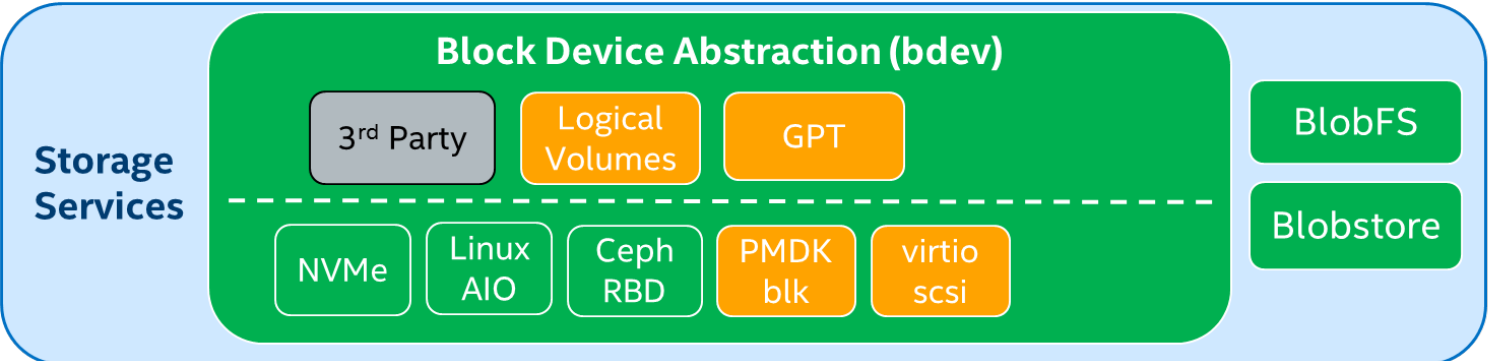 Storage
Services
Block Device Abstraction (bdev)
3rd Party
Logical
Volumes
GPT
NVMe
Linux
AIO
Ceph
RBD
PMDK
blk
virtio
scsi
BlobFS
Blobstore